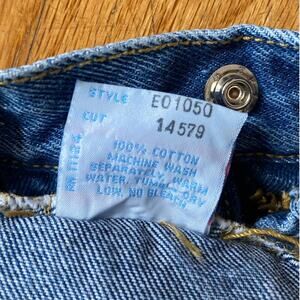 STYLE E01050
CUT 14579
100% COTTON
MACHINE WASH
SEPARATELY, WARM
WATER, TUMBLE DRY
LOW, NO BLEACH